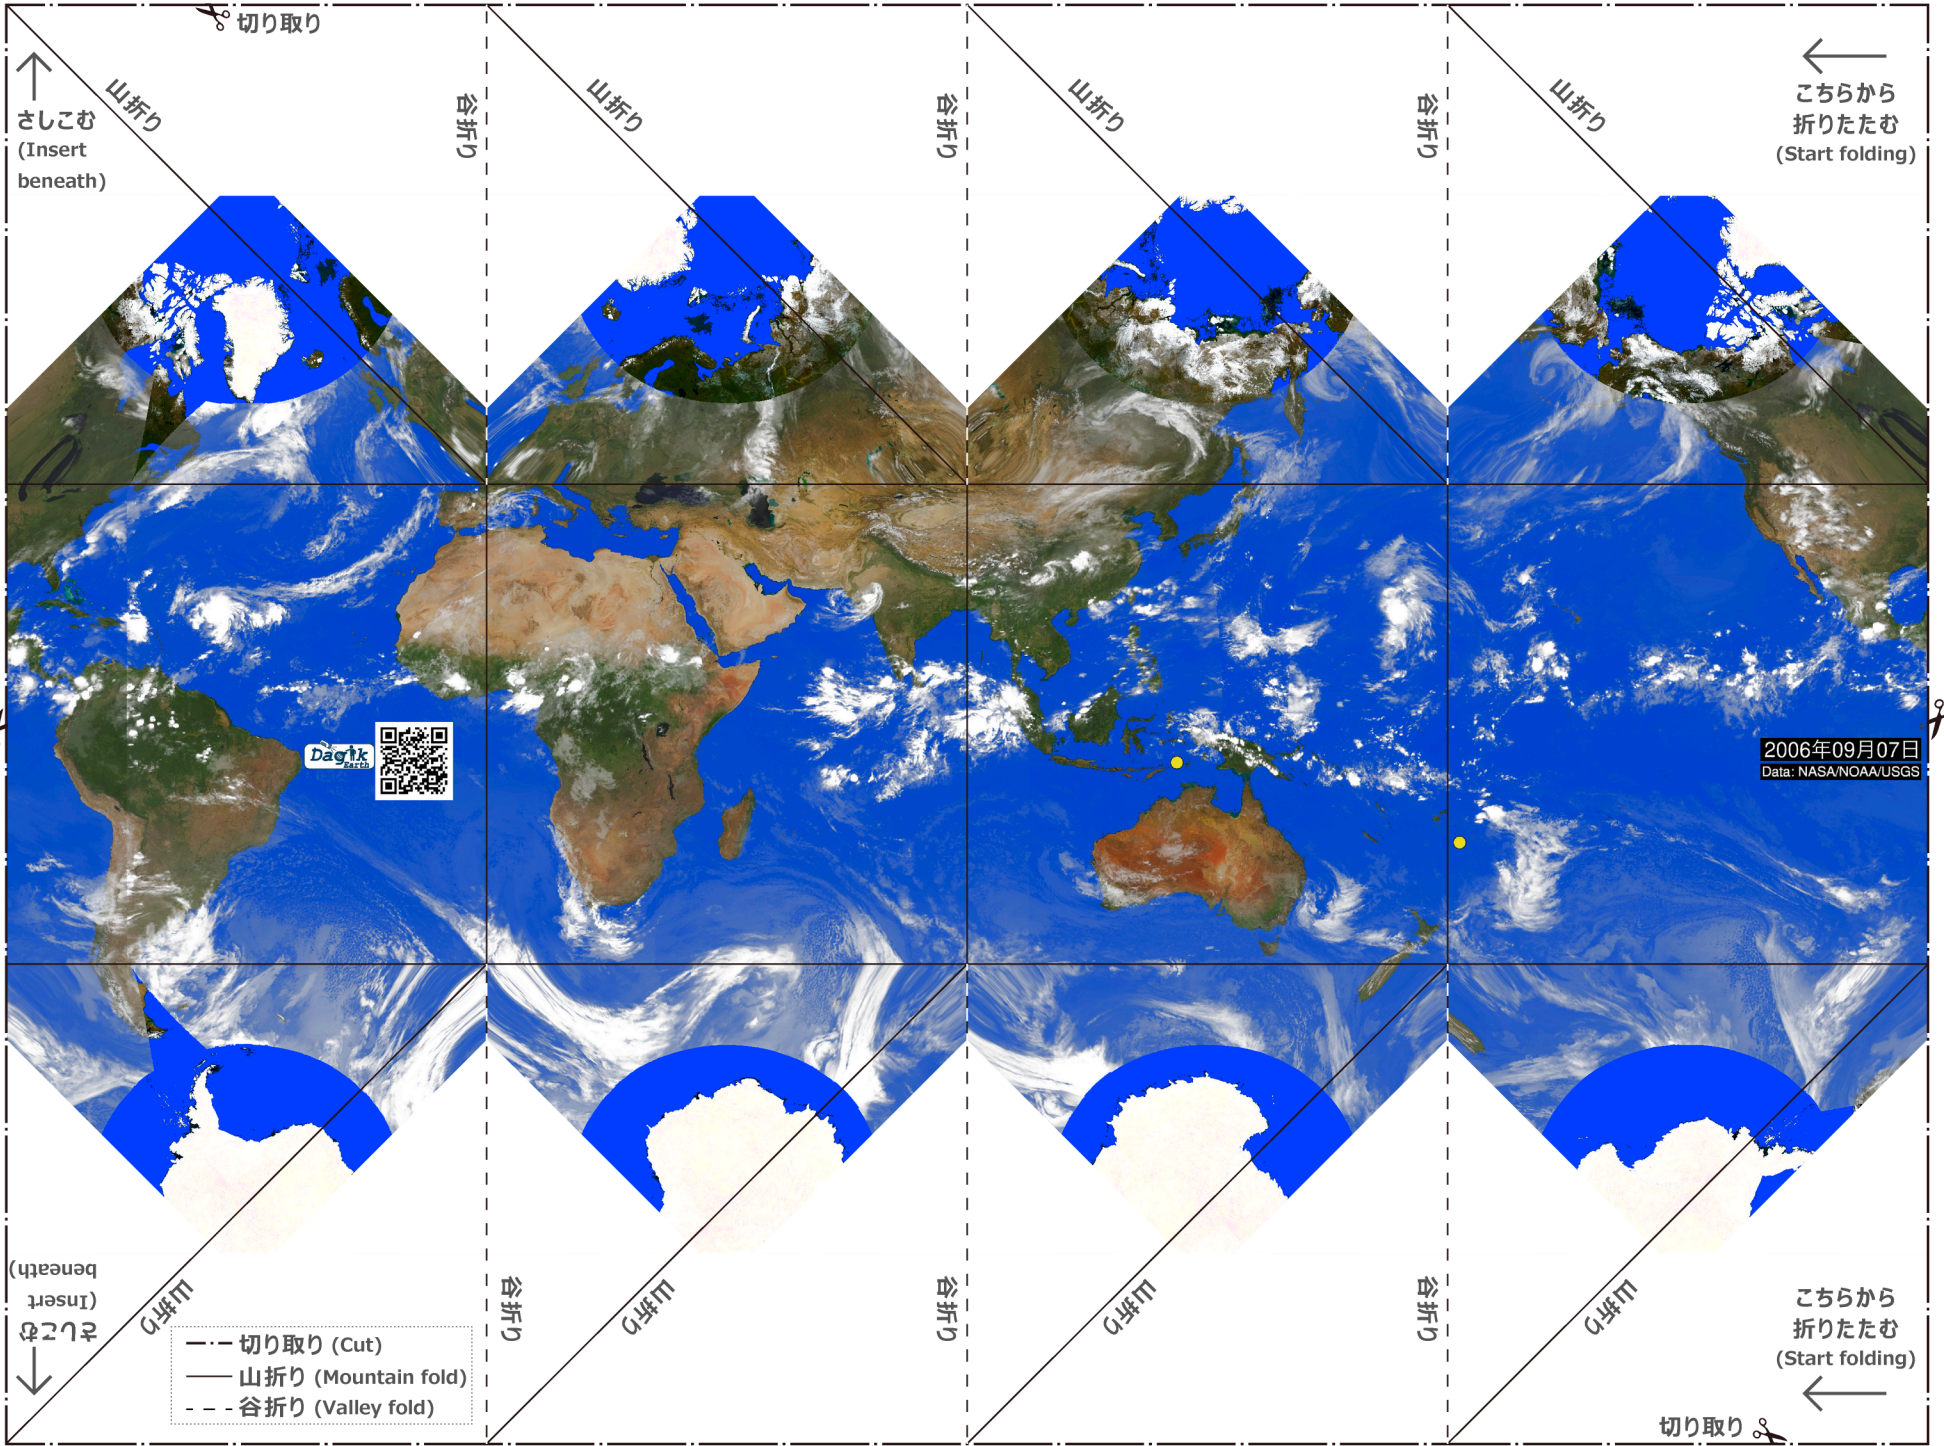 切り取り
さしこむ
(Insert
beneath)
山折り
谷折り
山折り
谷折り
山折り
谷折り
山折り
こちらから
折りたたむ
(Start folding)
Dagik
Earth
2006年09月07日
Data: NASA/NOAA/USGS
さしこむ
(Insert
beneath)
山折り
谷折り
山折り
谷折り
山折り
谷折り
山折り
こちらから
折りたたむ
(Start folding)
切り取り (Cut)
山折り (Mountain fold)
谷折り (Valley fold)
切り取り